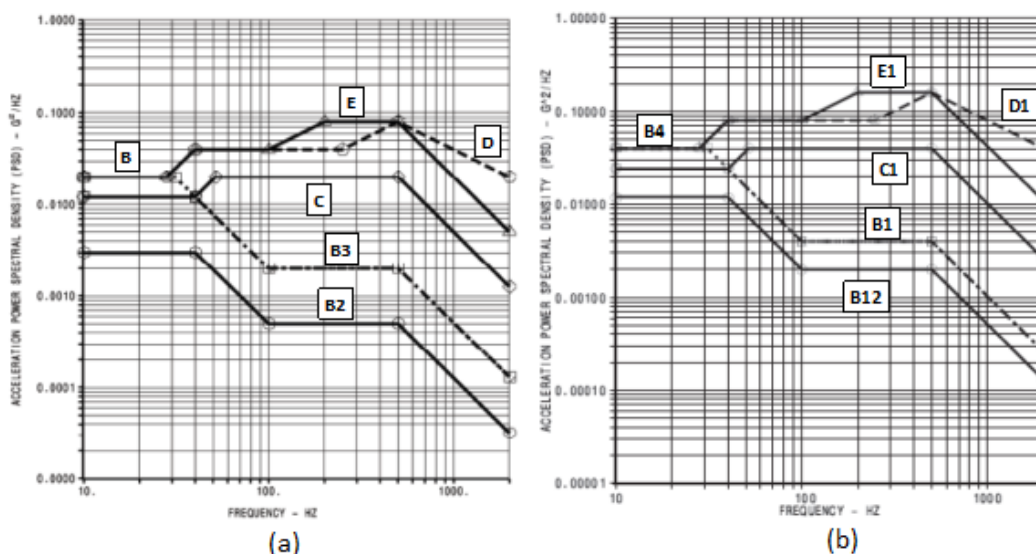 1.0000
0.1000
0.0100
0.0010
0.0001
0.0000
ACCELERATION POWER SPECTRAL DENSITY (PSD) - G²/HZ
10.
100.
1000.
FREQUENCY - HZ
B
E
D
C
B3
B2
(a)
1.00000
0.10000
0.01000
0.00100
0.00010
0.00001
ACCELERATION POWER SPECTRAL DENSITY (PSD) - G^2/HZ
10
100
1000
FREQUENCY - HZ
B4
E1
D1
C1
B1
B12
(b)